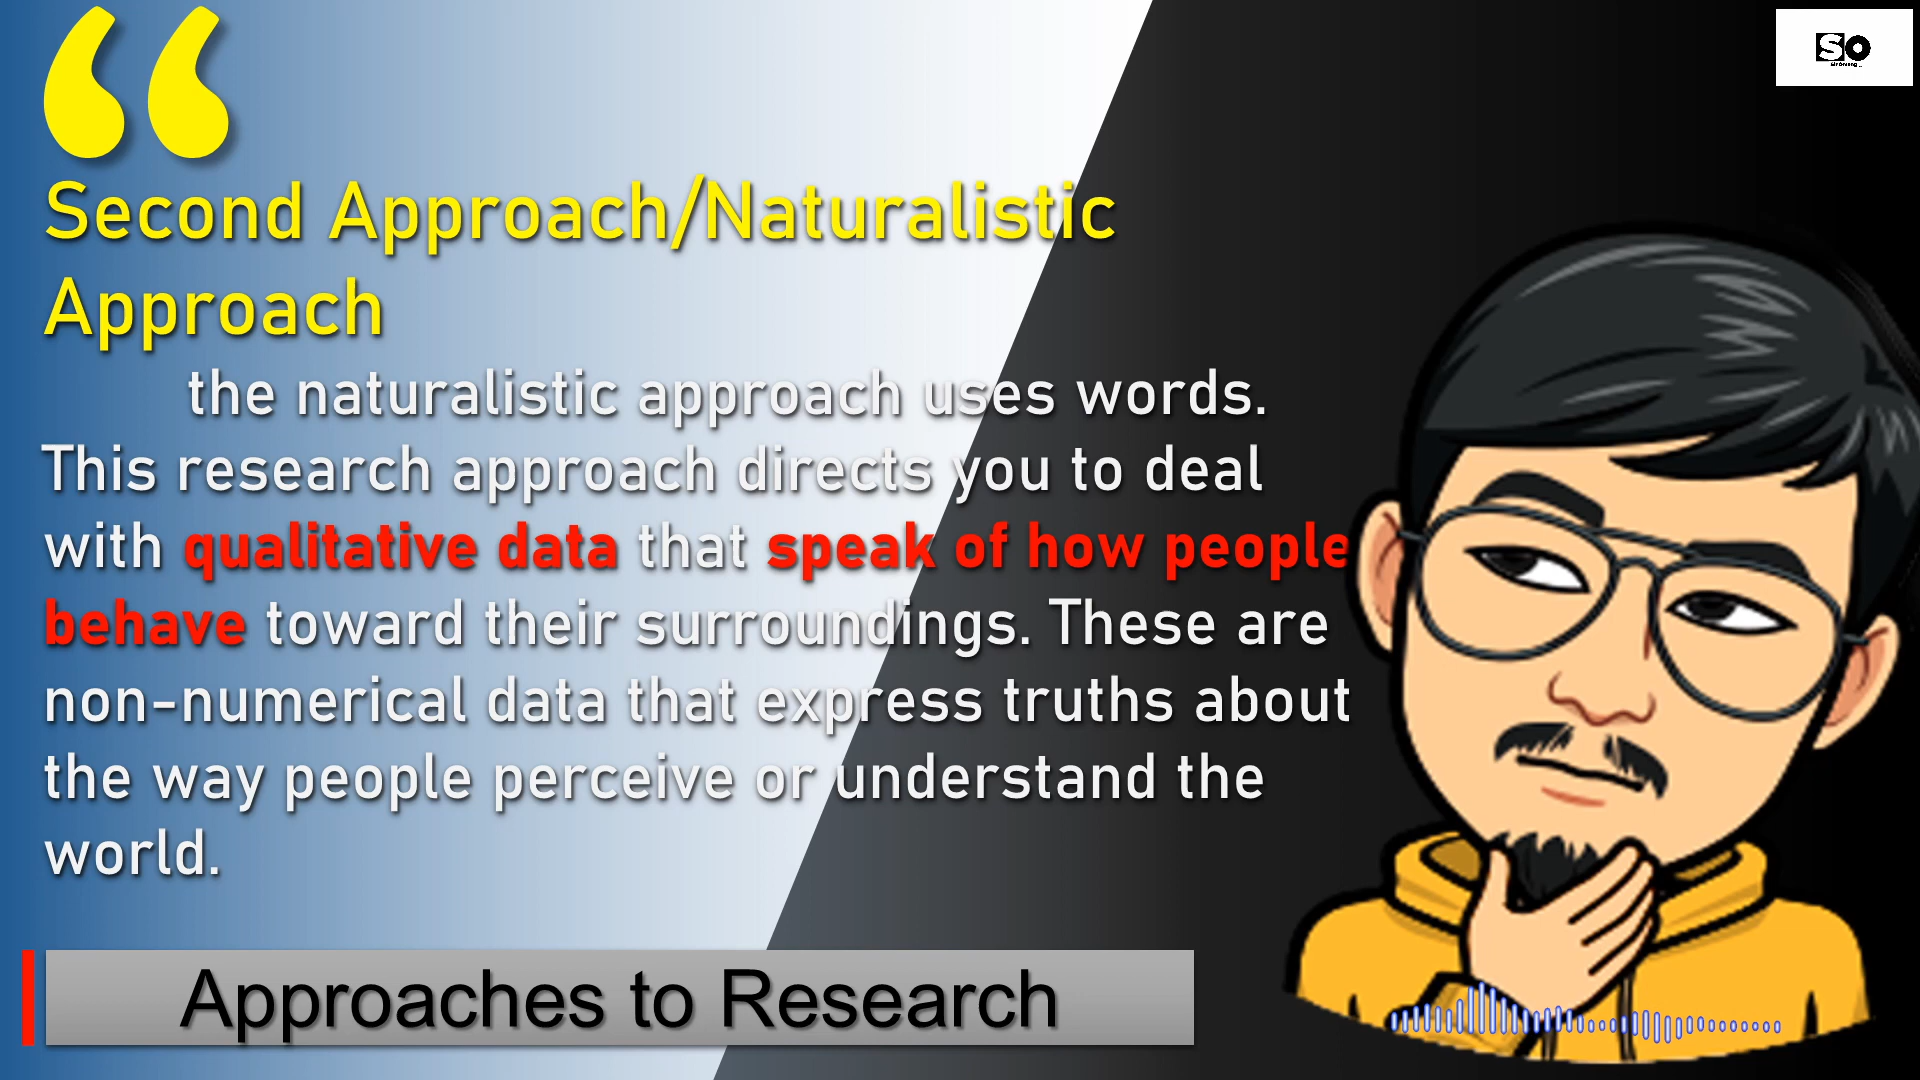 SO
Second Approach/Naturalistic
Approach
the naturalistic approach uses words.
This research approach directs you to deal
with qualitative data that speak of how people
behave toward their surroundings. These are
non-numerical data that express truths about
the way people perceive or understand the
world.
Approaches to Research